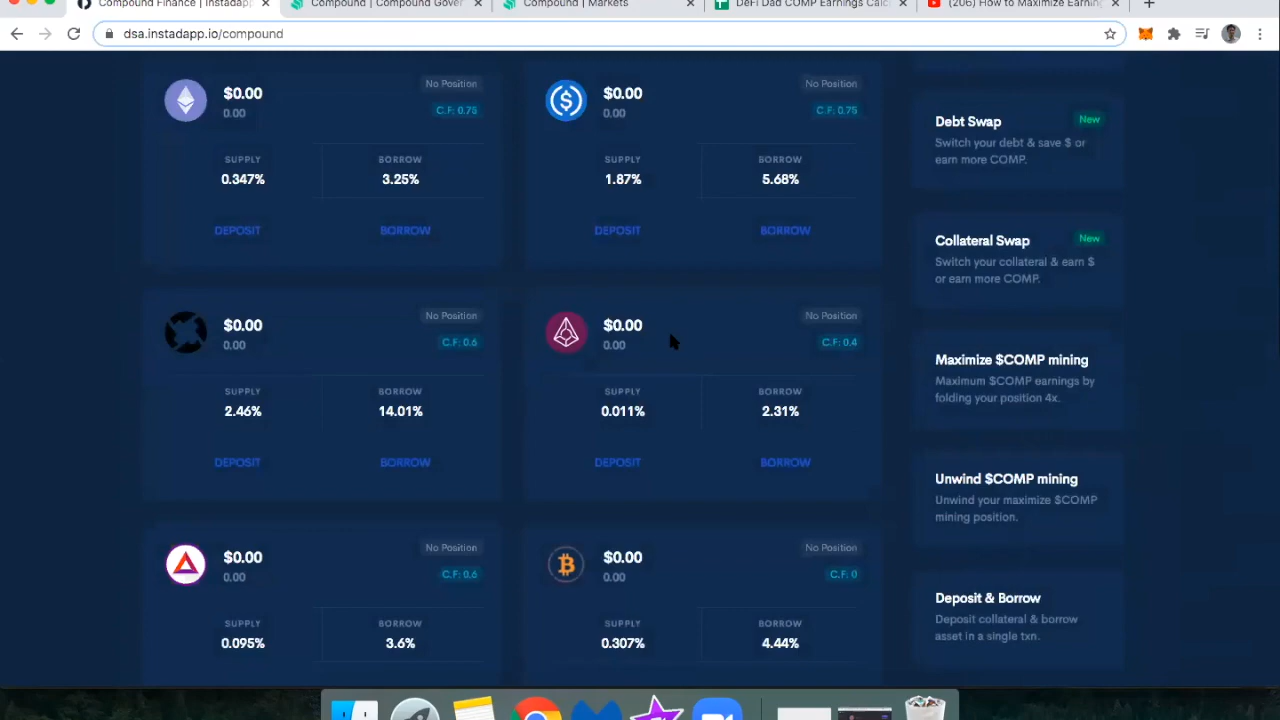 Compound Finance | Instadap
Compound | Compound Gover
Compound | Markets
DeFi Dad COMP Earnings Calc
(206) How to Maximize Earning
dsa.instadapp.io/compound
$0.00
0.00
No Position
C.F: 0.75
SUPPLY
0.347%
BORROW
3.25%
DEPOSIT
BORROW
$0.00
0.00
No Position
C.F: 0.75
SUPPLY
1.87%
BORROW
5.68%
DEPOSIT
BORROW
$0.00
0.00
No Position
C.F: 0.6
SUPPLY
2.46%
BORROW
14.01%
DEPOSIT
BORROW
$0.00
0.00
No Position
C.F: 0.4
SUPPLY
0.011%
BORROW
2.31%
DEPOSIT
BORROW
$0.00
0.00
No Position
C.F: 0.6
SUPPLY
0.095%
BORROW
3.6%
$0.00
0.00
No Position
C.F: 0
SUPPLY
0.307%
BORROW
4.44%
Debt Swap
New
Switch your debt & save $ or
earn more COMP.
Collateral Swap
New
Switch your collateral & earn $
or earn more COMP.
Maximize $COMP mining
Maximum $COMP earnings by
folding your position 4x.
Unwind $COMP mining
Unwind your maximize $COMP
mining position.
Deposit & Borrow
Deposit collateral & borrow
asset in a single txn.